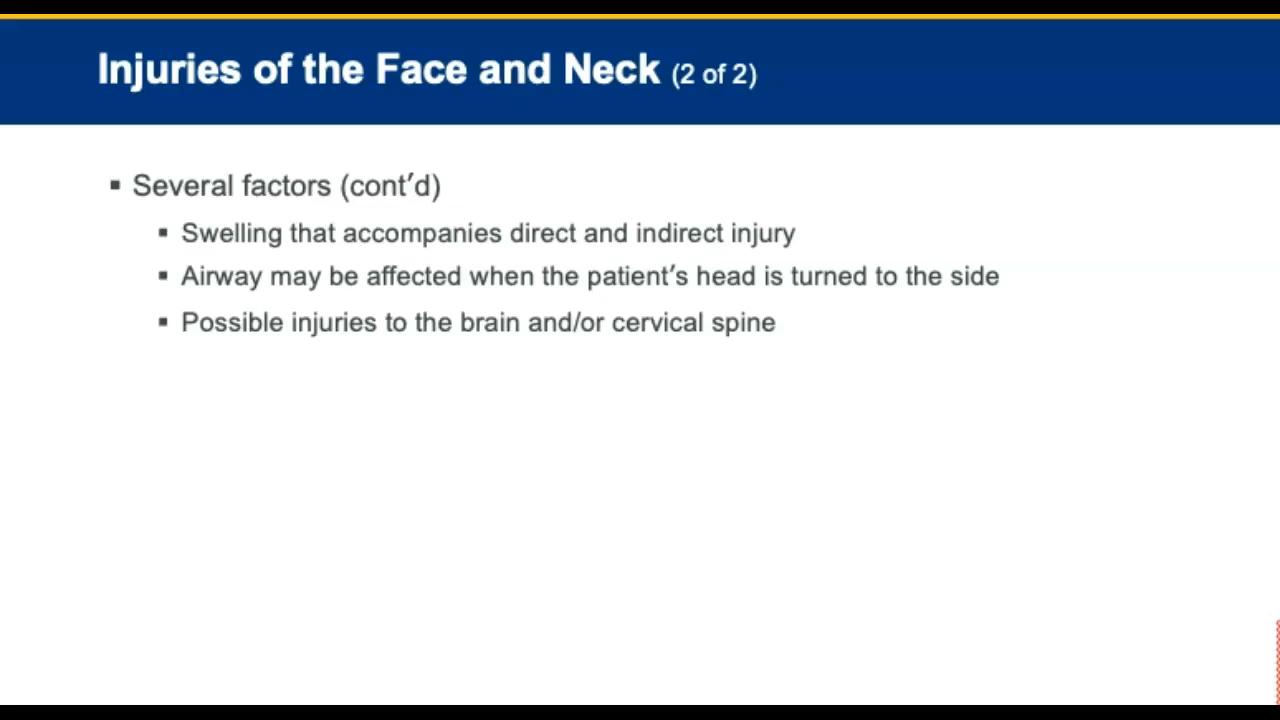 Injuries of the Face and Neck (2 of 2)
▪ Several factors (cont’d)
▪ Swelling that accompanies direct and indirect injury
▪ Airway may be affected when the patient’s head is turned to the side
▪ Possible injuries to the brain and/or cervical spine